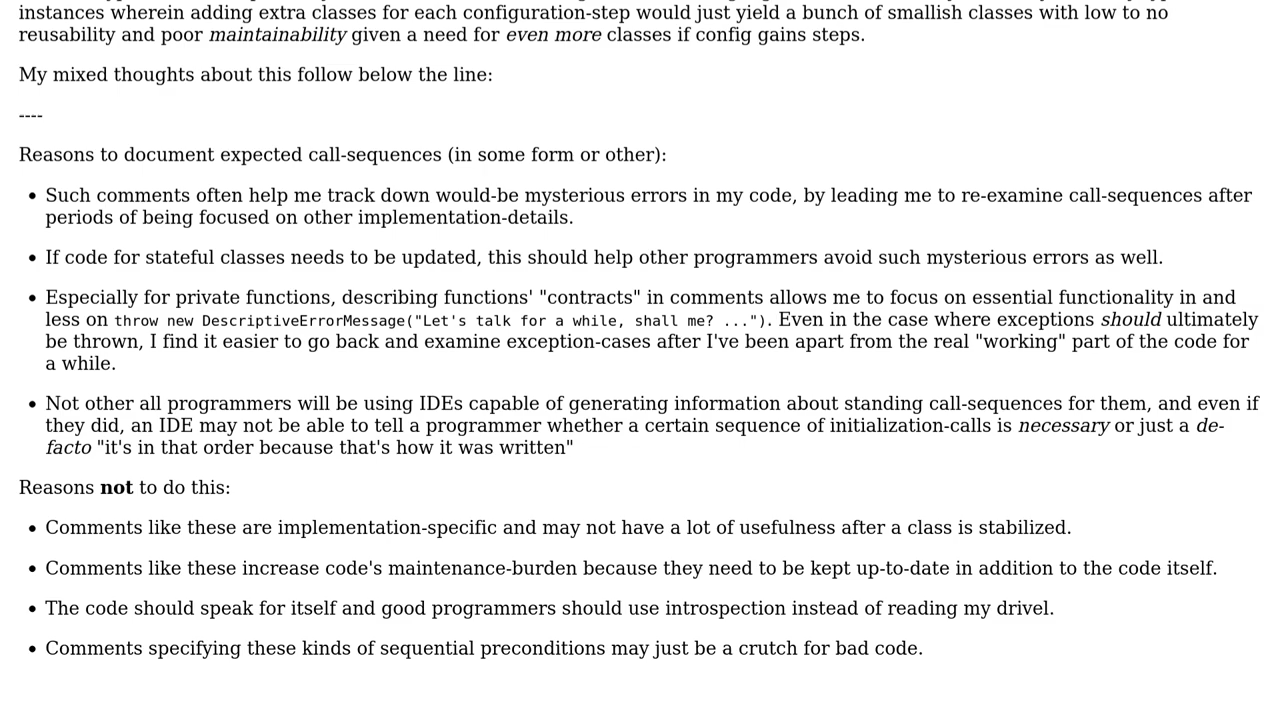 instances wherein adding extra classes for each configuration-step would just yield a bunch of smallish classes with low to no
reusability and poor maintainability given a need for even more classes if config gains steps.
My mixed thoughts about this follow below the line:
----
Reasons to document expected call-sequences (in some form or other):
• Such comments often help me track down would-be mysterious errors in my code, by leading me to re-examine call-sequences after
periods of being focused on other implementation-details.
• If code for stateful classes needs to be updated, this should help other programmers avoid such mysterious errors as well.
• Especially for private functions, describing functions' "contracts" in comments allows me to focus on essential functionality in and
less on throw new DescriptiveErrorMessage("Let's talk for a while, shall me? ..."). Even in the case where exceptions should ultimately
be thrown, I find it easier to go back and examine exception-cases after I've been apart from the real "working" part of the code for
a while.
• Not other all programmers will be using IDEs capable of generating information about standing call-sequences for them, and even if
they did, an IDE may not be able to tell a programmer whether a certain sequence of initialization-calls is necessary or just a de-
facto "it's in that order because that's how it was written"
Reasons not to do this:
• Comments like these are implementation-specific and may not have a lot of usefulness after a class is stabilized.
• Comments like these increase code's maintenance-burden because they need to be kept up-to-date in addition to the code itself.
• The code should speak for itself and good programmers should use introspection instead of reading my drivel.
• Comments specifying these kinds of sequential preconditions may just be a crutch for bad code.